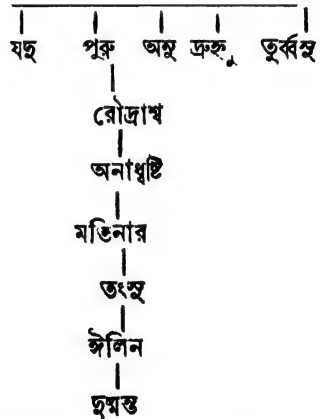 যদু পুরু অনু দ্রুহ্যু তুর্ব্বসু
রৌদ্রাশ্ব
অনাধৃষ্টি
মতিনার
তংসু
ঈলিন
দুষ্মন্ত